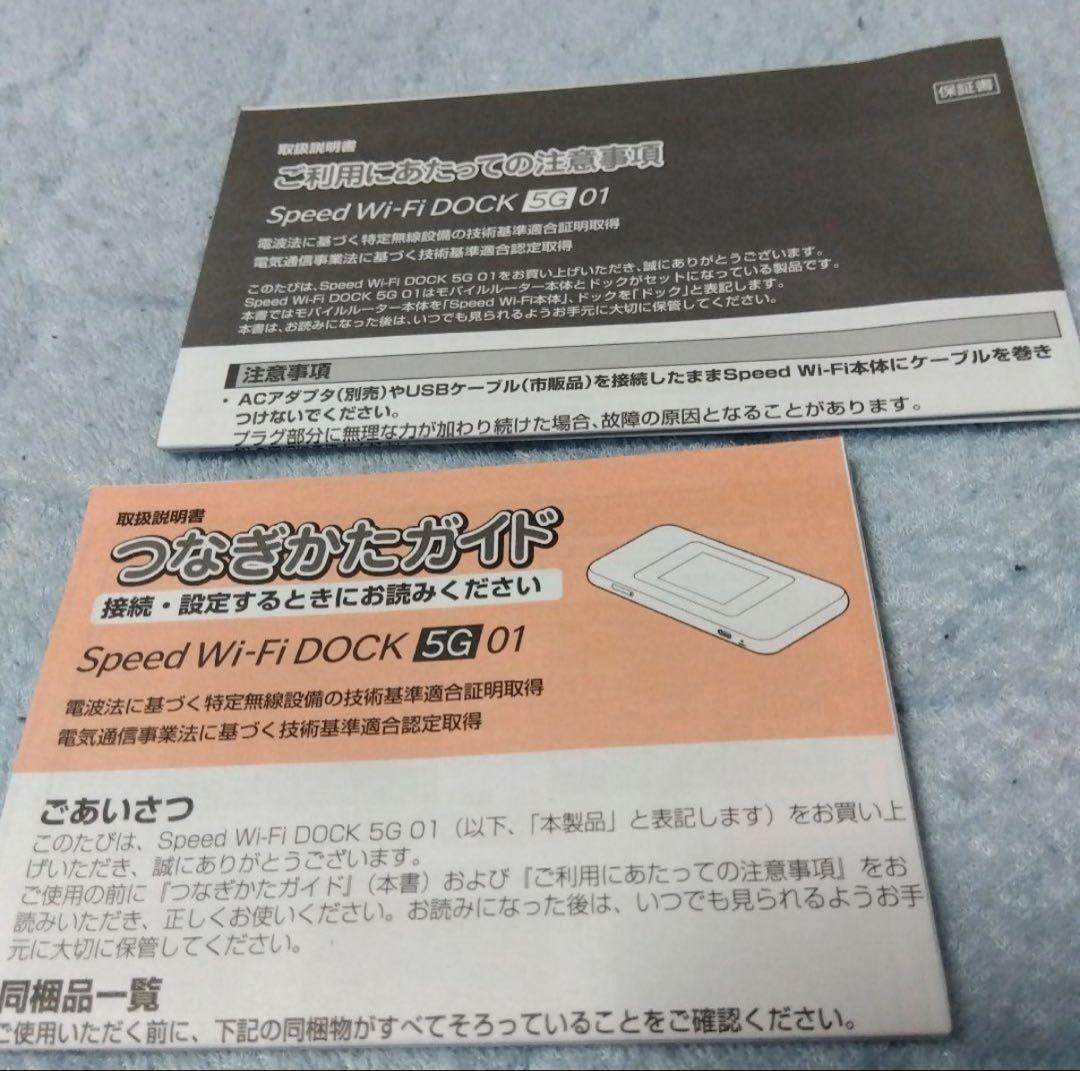 保証書
取扱説明書
ご利用にあたっての注意事項
Speed Wi-Fi DOCK 5G 01
電波法に基づく特定無線設備の技術基準適合証明取得
電気通信事業法に基づく技術基準適合認定取得
このたびは、Speed Wi-Fi DOCK 5G 01をお買い上げいただき、誠にありがとうございます。
Speed Wi-Fi DOCK 5G 01はモバイルルーター本体とドックがセットになっている製品です。
本書ではモバイルルーター本体を「Speed Wi-Fi本体」、ドックを「ドック」と表記します。
本書は、お読みになった後は、いつでも見られるようお手元に大切に保管してください。
注意事項
・ACアダプタ(別売)やUSBケーブル(市販品)を接続したままSpeed Wi-Fi本体にケーブルを巻き
つけないでください。
プラグ部分に無理な力が加わり続けた場合、故障の原因となることがあります。
取扱説明書
つなぎかたガイド
接続・設定するときにお読みください
Speed Wi-Fi DOCK 5G 01
電波法に基づく特定無線設備の技術基準適合証明取得
電気通信事業法に基づく技術基準適合認定取得
ごあいさつ
このたびは、Speed Wi-Fi DOCK 5G 01（以下、「本製品」と表記します）をお買い上
げいただき、誠にありがとうございます。
ご使用の前に『つなぎかたガイド』（本書）および『ご利用にあたっての注意事項』をお
読みいただき、正しくお使いください。お読みになった後は、いつでも見られるようお手
元に大切に保管してください。
同梱品一覧
ご使用いただく前に、下記の同梱物がすべてそろっていることをご確認ください。